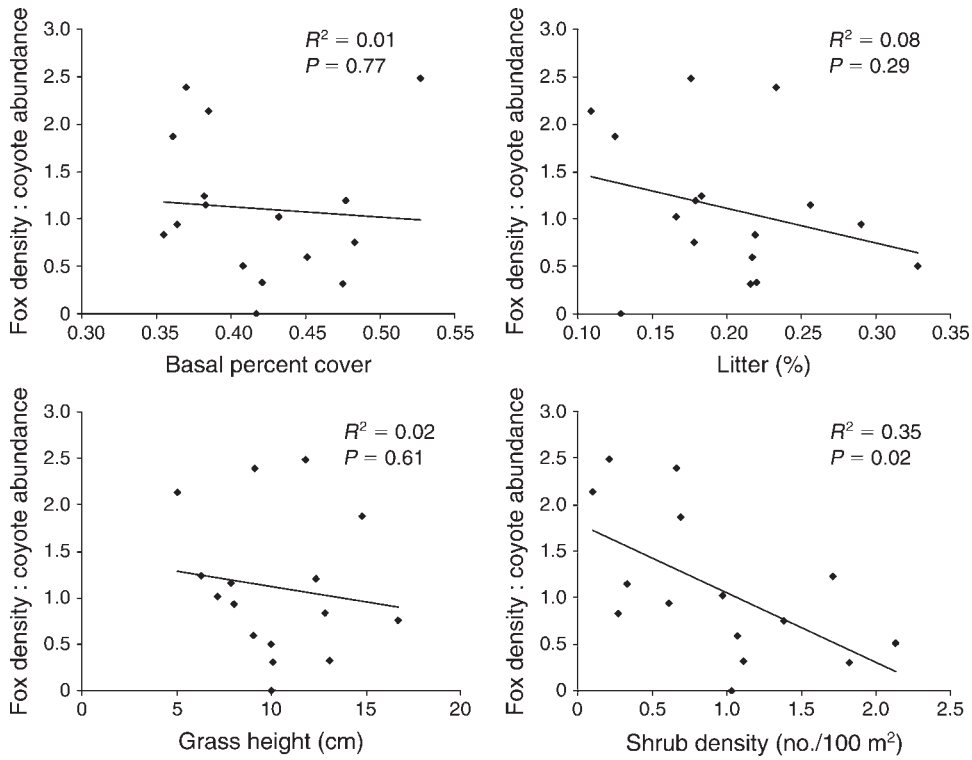 Fox density : coyote abundance
3.0
2.5
2.0
1.5
1.0
0.5
0
R² = 0.01
P = 0.77
0.30 0.35 0.40 0.45 0.50 0.55
Basal percent cover
Fox density : coyote abundance
3.0
2.5
2.0
1.5
1.0
0.5
0
R² = 0.08
P = 0.29
0.10 0.15 0.20 0.25 0.30 0.35
Litter (%)
Fox density : coyote abundance
3.0
2.5
2.0
1.5
1.0
0.5
0
R² = 0.02
P = 0.61
0 5 10 15 20
Grass height (cm)
Fox density : coyote abundance
3.0
2.5
2.0
1.5
1.0
0.5
0
R² = 0.35
P = 0.02
0 0.5 1.0 1.5 2.0 2.5
Shrub density (no./100 m²)